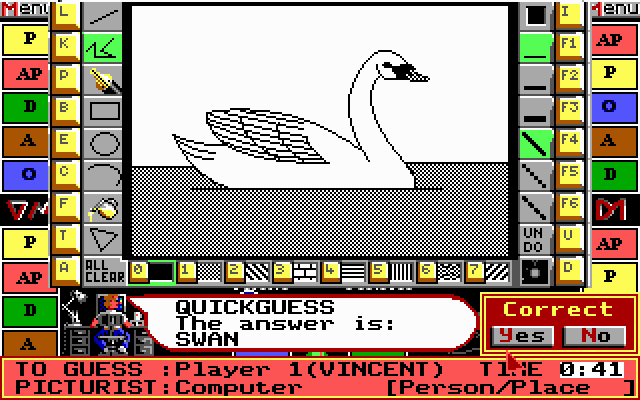 Menu
Menu
P
AP
D
A
O
P
AP
D
A
L
K
P
B
E
C
F
T
A
ALL
CLEAR
0 1 2 3 4 5 6 7
I
F1
F2
F3
F4
F5
F6
U
D
UN
DO
AP
P
O
A
D
AP
P
QUICKGUESS
The answer is:
SWAN
Correct
Yes No
TO GUESS :Player 1(VINCENT) TIME 0:41
PICTURIST:Computer [Person/Place ]